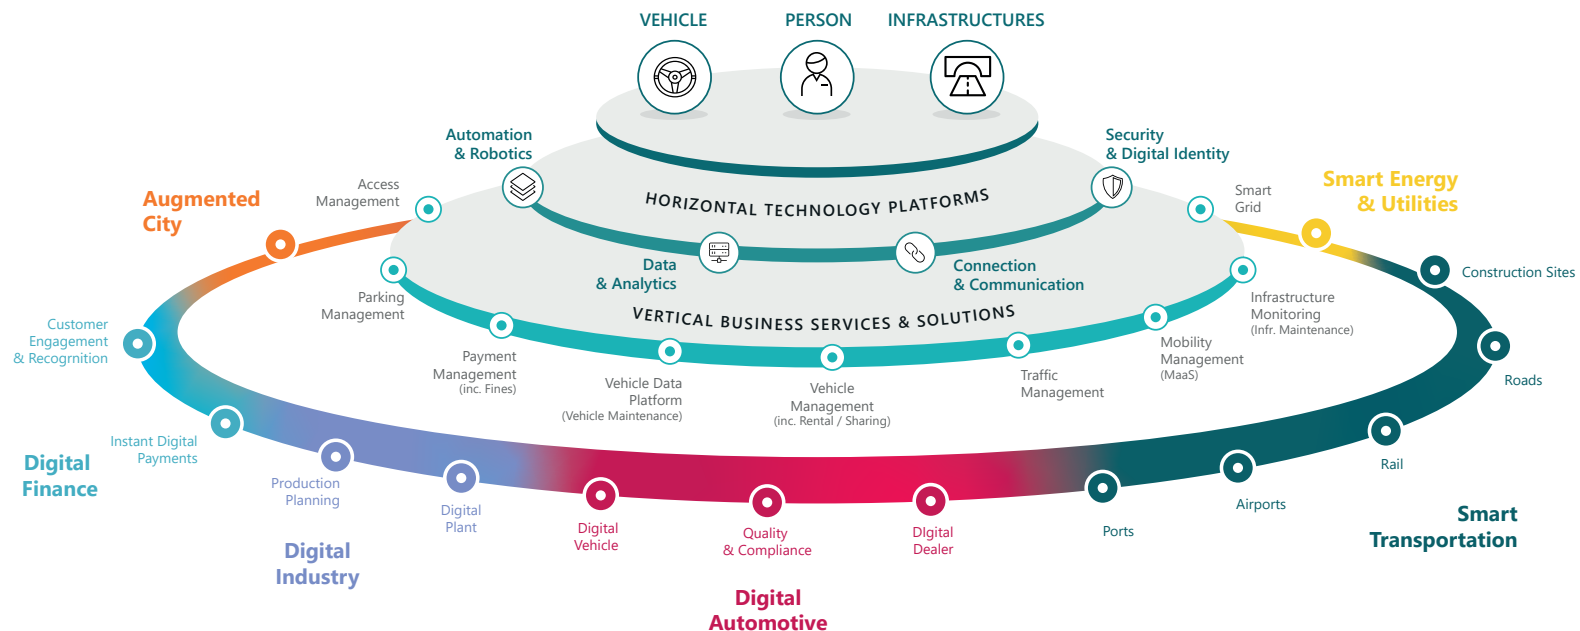 VEHICLE
PERSON
INFRASTRUCTURES
Automation
& Robotics
Security
& Digital Identity
HORIZONTAL TECHNOLOGY PLATFORMS
Data
& Analytics
Connection
& Communication
VERTICAL BUSINESS SERVICES & SOLUTIONS
Access
Management
Parking
Management
Payment
Management
(inc. Fines)
Vehicle Data
Platform
(Vehicle Maintenance)
Vehicle
Management
(inc. Rental / Sharing)
Traffic
Management
Mobility
Management
(MaaS)
Infrastructure
Monitoring
(Infr. Maintenance)
Smart
Grid
Augmented
City
Customer
Engagement
& Recogrnition
Instant Digital
Payments
Digital
Finance
Production
Planning
Digital
Plant
Digital
Industry
Digital
Vehicle
Quality
& Compliance
DIgital
Dealer
Digital
Automotive
Ports
Airports
Rail
Roads
Construction Sites
Smart
Transportation
Smart Energy
& Utilities